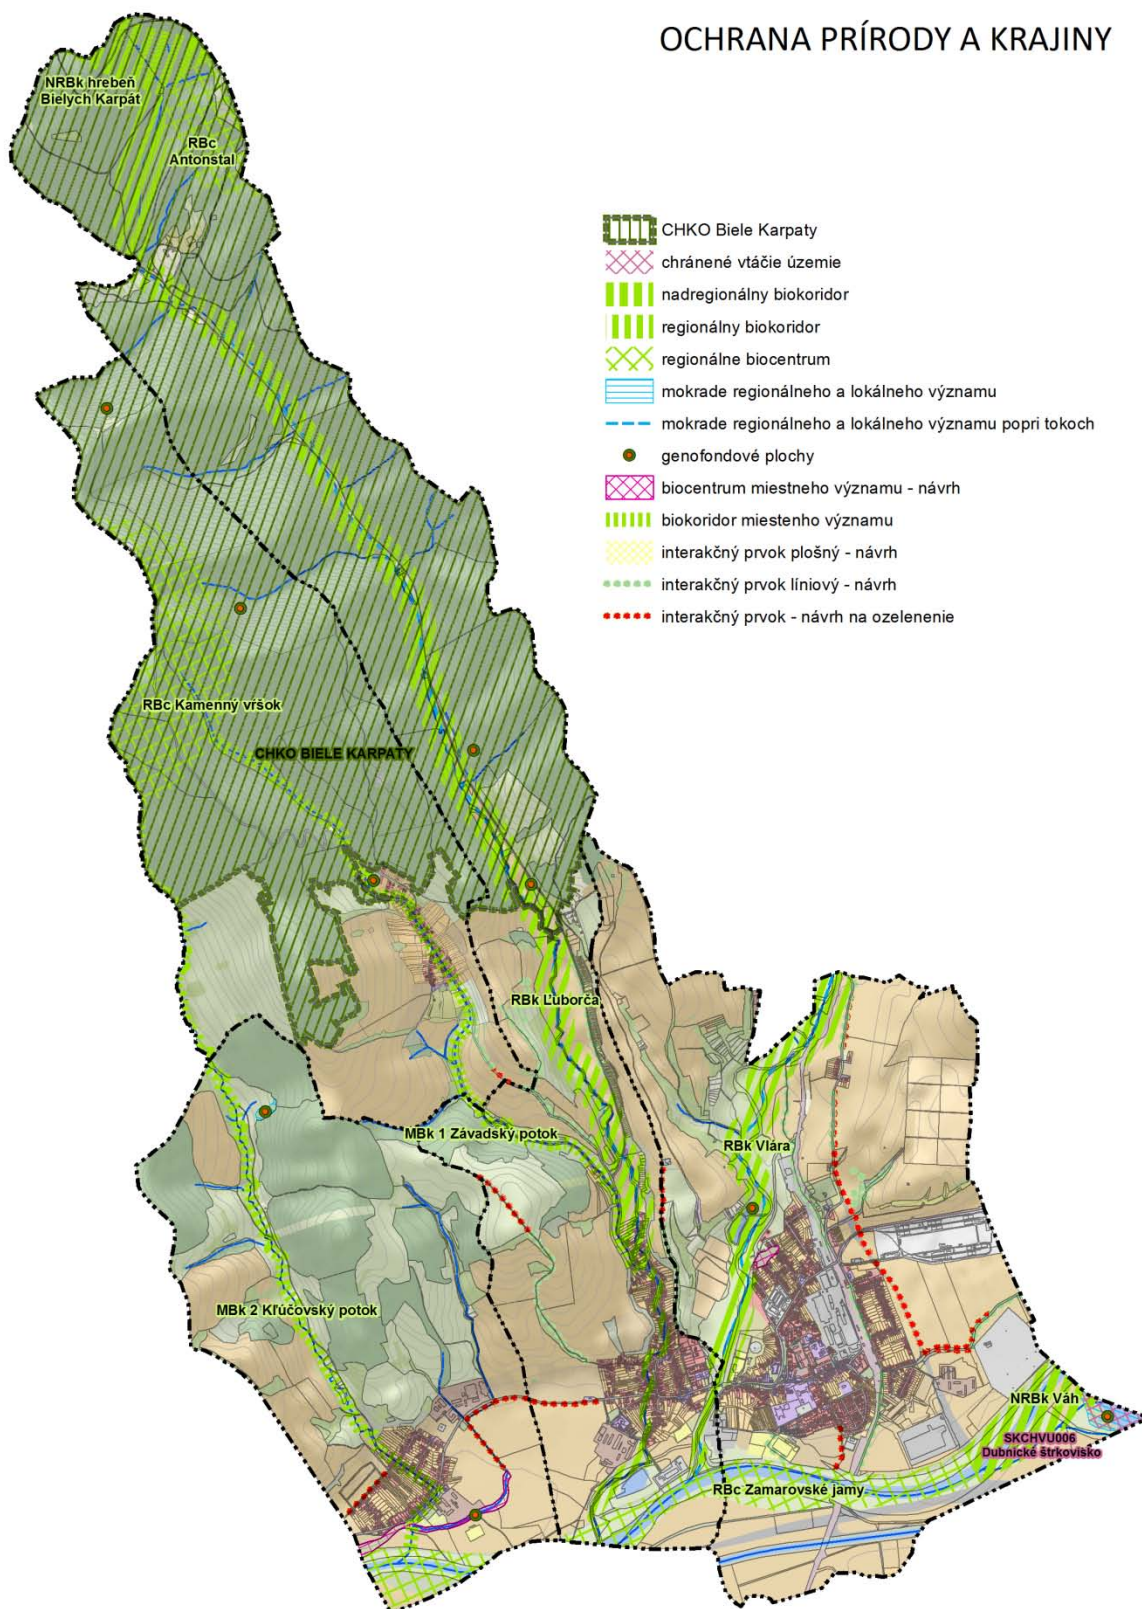 OCHRANA PRÍRODY A KRAJINY
NRBk hrebeň
Bielych Karpát
RBc
Antonstal
CHKO Biele Karpaty
chránené vtáčie územie
nadregionálny biokoridor
regionálny biokoridor
regionálne biocentrum
mokrade regionálneho a lokálneho významu
mokrade regionálneho a lokálneho významu popri tokoch
genofondové plochy
biocentrum miestneho významu - návrh
biokoridor miestenho významu
interakčný prvok plošný - návrh
interakčný prvok líniový - návrh
interakčný prvok - návrh na ozelenenie
RBc Kamenný vŕšok
CHKO BIELE KARPATY
RBk Ľuborča
MBk 1 Závadský potok
RBk Vlára
MBk 2 Kľúčovský potok
NRBk Váh
SKCHVU006
Dubnické štrkovisko
RBc Zamarovské jamy